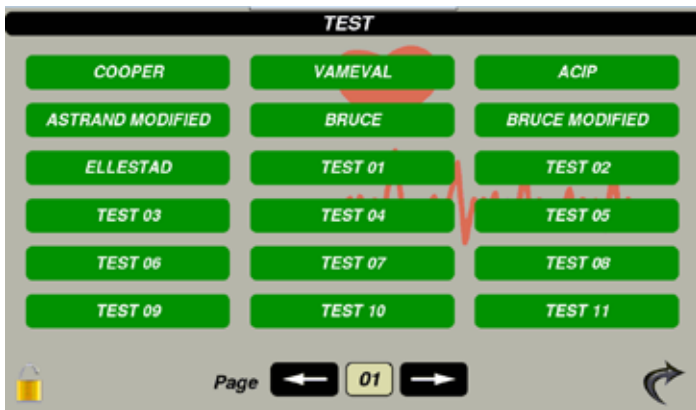 TEST
COOPER VAMEVAL ACIP
ASTRAND MODIFIED BRUCE BRUCE MODIFIED
ELLESTAD TEST 01 TEST 02
TEST 03 TEST 04 TEST 05
TEST 06 TEST 07 TEST 08
TEST 09 TEST 10 TEST 11
Page 01